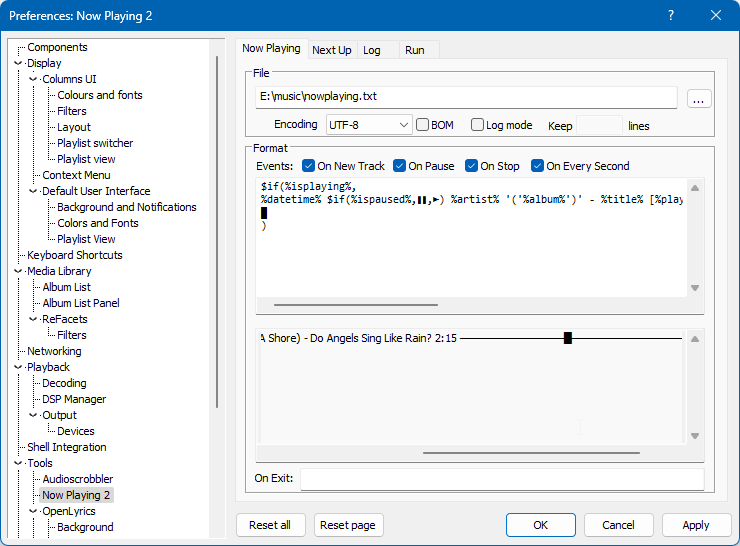 Preferences: Now Playing 2
Components
Display
Columns UI
Colours and fonts
Filters
Layout
Playlist switcher
Playlist view
Context Menu
Default User Interface
Background and Notifications
Colors and Fonts
Playlist View
Keyboard Shortcuts
Media Library
Album List
Album List Panel
ReFacets
Filters
Networking
Playback
Decoding
DSP Manager
Output
Devices
Shell Integration
Tools
Audioscrobbler
Now Playing 2
OpenLyrics
Background
Now Playing Next Up Log Run
File
E:\music\nowplaying.txt ...
Encoding UTF-8 BOM Log mode Keep lines
Format
Events: On New Track On Pause On Stop On Every Second
$if(%isplaying%,
%datetime% $if(%ispaused%,❚❚,►) %artist% '('%album%')' - %title% [%play
█
)
A Shore) - Do Angels Sing Like Rain? 2:15
On Exit:
Reset all Reset page OK Cancel Apply